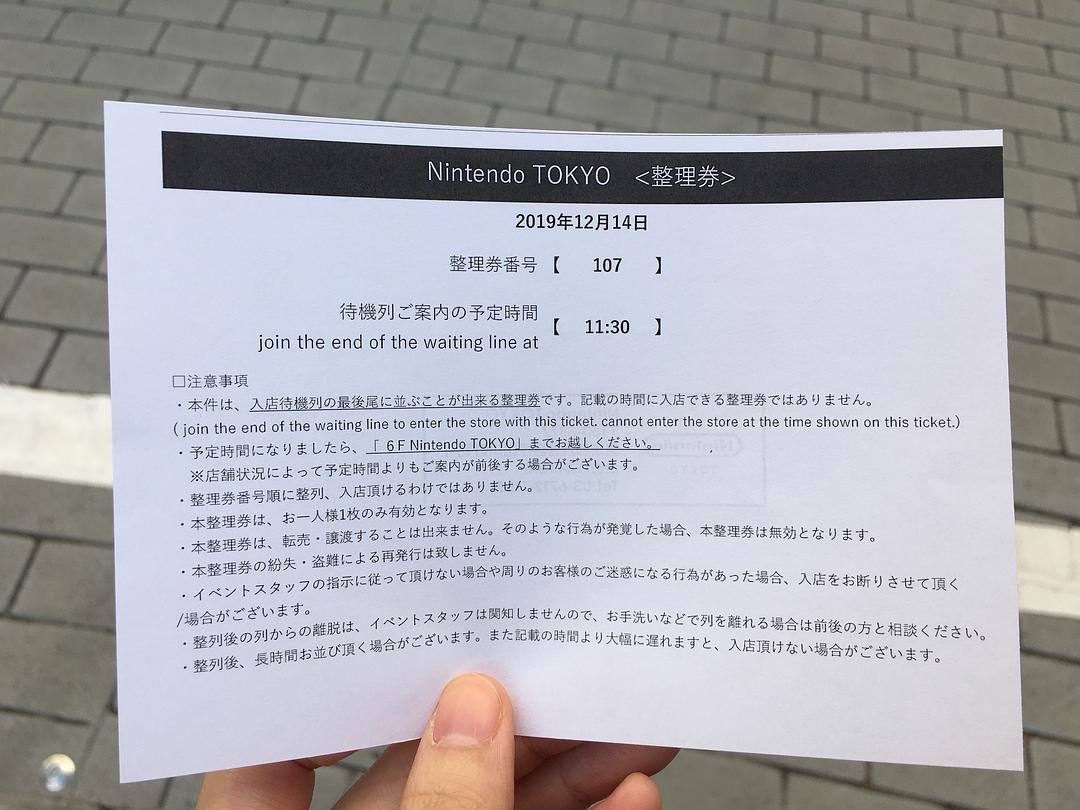 Nintendo TOKYO <整理券>
2019年12月14日
整理券番号 【 107 】
待機列ご案内の予定時間
join the end of the waiting line at 【 11:30 】
□注意事項
・本件は、入店待機列の最後尾に並ぶことが出来る整理券です。記載の時間に入店できる整理券ではありません。
( join the end of the waiting line to enter the store with this ticket. cannot enter the store at the time shown on this ticket.)
・予定時間になりましたら、「 6F Nintendo TOKYO」までお越しください。
※店舗状況によって予定時間よりもご案内が前後する場合がございます。
・整理券番号順に整列、入店頂けるわけではありません。
・本整理券は、お一人様1枚のみ有効となります。
・本整理券は、転売・譲渡することは出来ません。そのような行為が発覚した場合、本整理券は無効となります。
・本整理券の紛失・盗難による再発行は致しません。
・イベントスタッフの指示に従って頂けない場合や周りのお客様のご迷惑になる行為があった場合、入店をお断りさせて頂く
/場合がございます。
・整列後の列からの離脱は、イベントスタッフは関知しませんので、お手洗いなどで列を離れる場合は前後の方と相談ください。
・整列後、長時間お並び頂く場合がございます。また記載の時間より大幅に遅れますと、入店頂けない場合がございます。